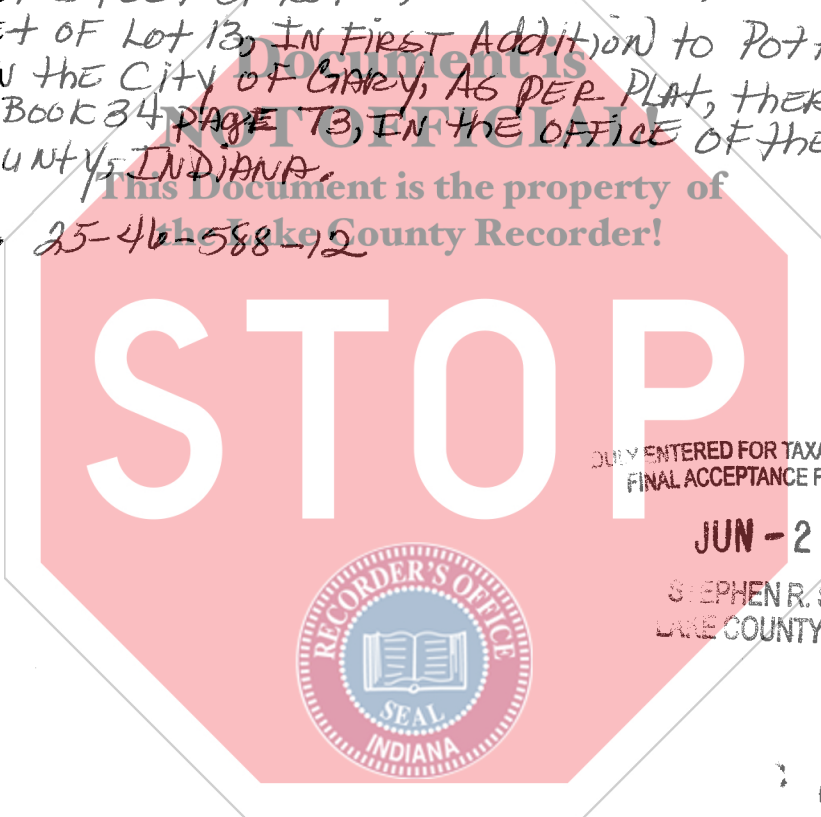 et OF Lot 13, IN FIRST Addition) to Pot
Document is
N the City, OF GARY, AS PER PLAt, thER
NOT OFFICIAL!
BOOK 34 PAGE 73, IN the OFFICE OF the
unty, INDIANA.
This Document is the property of
the Lake County Recorder!
25-46-588-12
STOP
DULY ENTERED FOR TAXA
FINAL ACCEPTANCE F
JUN - 2
STEPHEN R. S
LAKE COUNTY
RECORDER'S OFFICE
SEAL
INDIANA